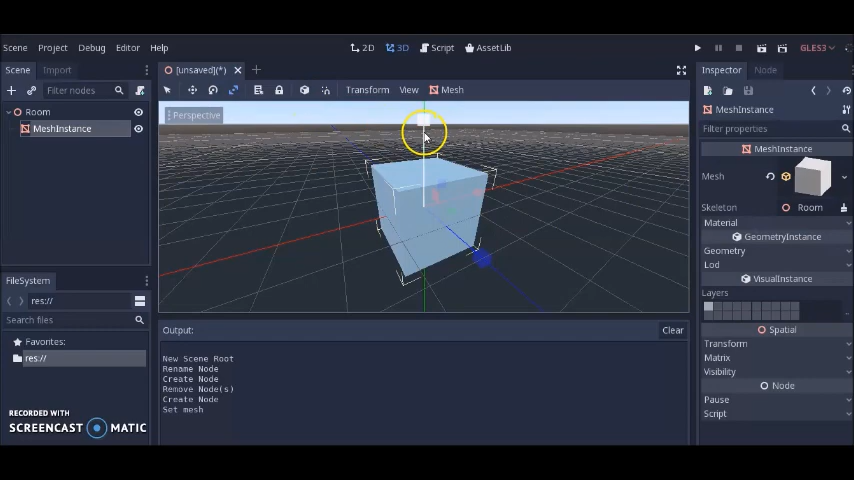 Scene Project Debug Editor Help
2D 3D Script AssetLib
GLES3
Scene Import
[unsaved](*)
Inspector Node
Filter nodes
Transform View Mesh
Room
MeshInstance
Perspective
MeshInstance
Filter properties
MeshInstance
Mesh
Skeleton Room
Material
GeometryInstance
Geometry
Lod
VisualInstance
Layers
Spatial
Transform
Matrix
Visibility
Node
Pause
Script
FileSystem
res://
Search files
Favorites:
res://
Output:
Clear
New Scene Root
Rename Node
Create Node
Remove Node(s)
Create Node
Set mesh
RECORDED WITH
SCREENCAST MATIC